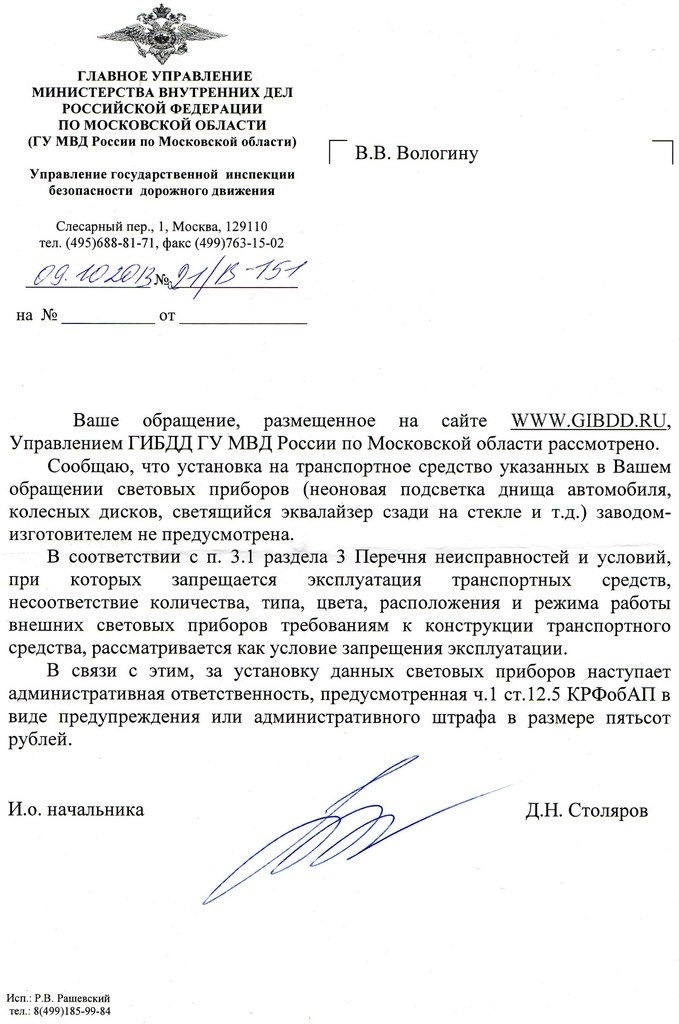 ГЛАВНОЕ УПРАВЛЕНИЕ
МИНИСТЕРСТВА ВНУТРЕННИХ ДЕЛ
РОССИЙСКОЙ ФЕДЕРАЦИИ
ПО МОСКОВСКОЙ ОБЛАСТИ
(ГУ МВД России по Московской области)
Управление государственной инспекции
безопасности дорожного движения
Слесарный пер., 1, Москва, 129110
тел. (495)688-81-71, факс (499)763-15-02
09.10 2013 № 21/В-151
на № ___________ от _______________
В.В. Вологину
Ваше обращение, размещенное на сайте WWW.GIBDD.RU,
Управлением ГИБДД ГУ МВД России по Московской области рассмотрено.
Сообщаю, что установка на транспортное средство указанных в Вашем
обращении световых приборов (неоновая подсветка днища автомобиля,
колесных дисков, светящийся эквалайзер сзади на стекле и т.д.) заводом-
изготовителем не предусмотрена.
В соответствии с п. 3.1 раздела 3 Перечня неисправностей и условий,
при которых запрещается эксплуатация транспортных средств,
несоответствие количества, типа, цвета, расположения и режима работы
внешних световых приборов требованиям к конструкции транспортного
средства, рассматривается как условие запрещения эксплуатации.
В связи с этим, за установку данных световых приборов наступает
административная ответственность, предусмотренная ч.1 ст.12.5 КРФобАП в
виде предупреждения или административного штрафа в размере пятьсот
рублей.
И.о. начальника
Д.Н. Столяров
Исп.: Р.В. Рашевский
тел.: 8(499)185-99-84